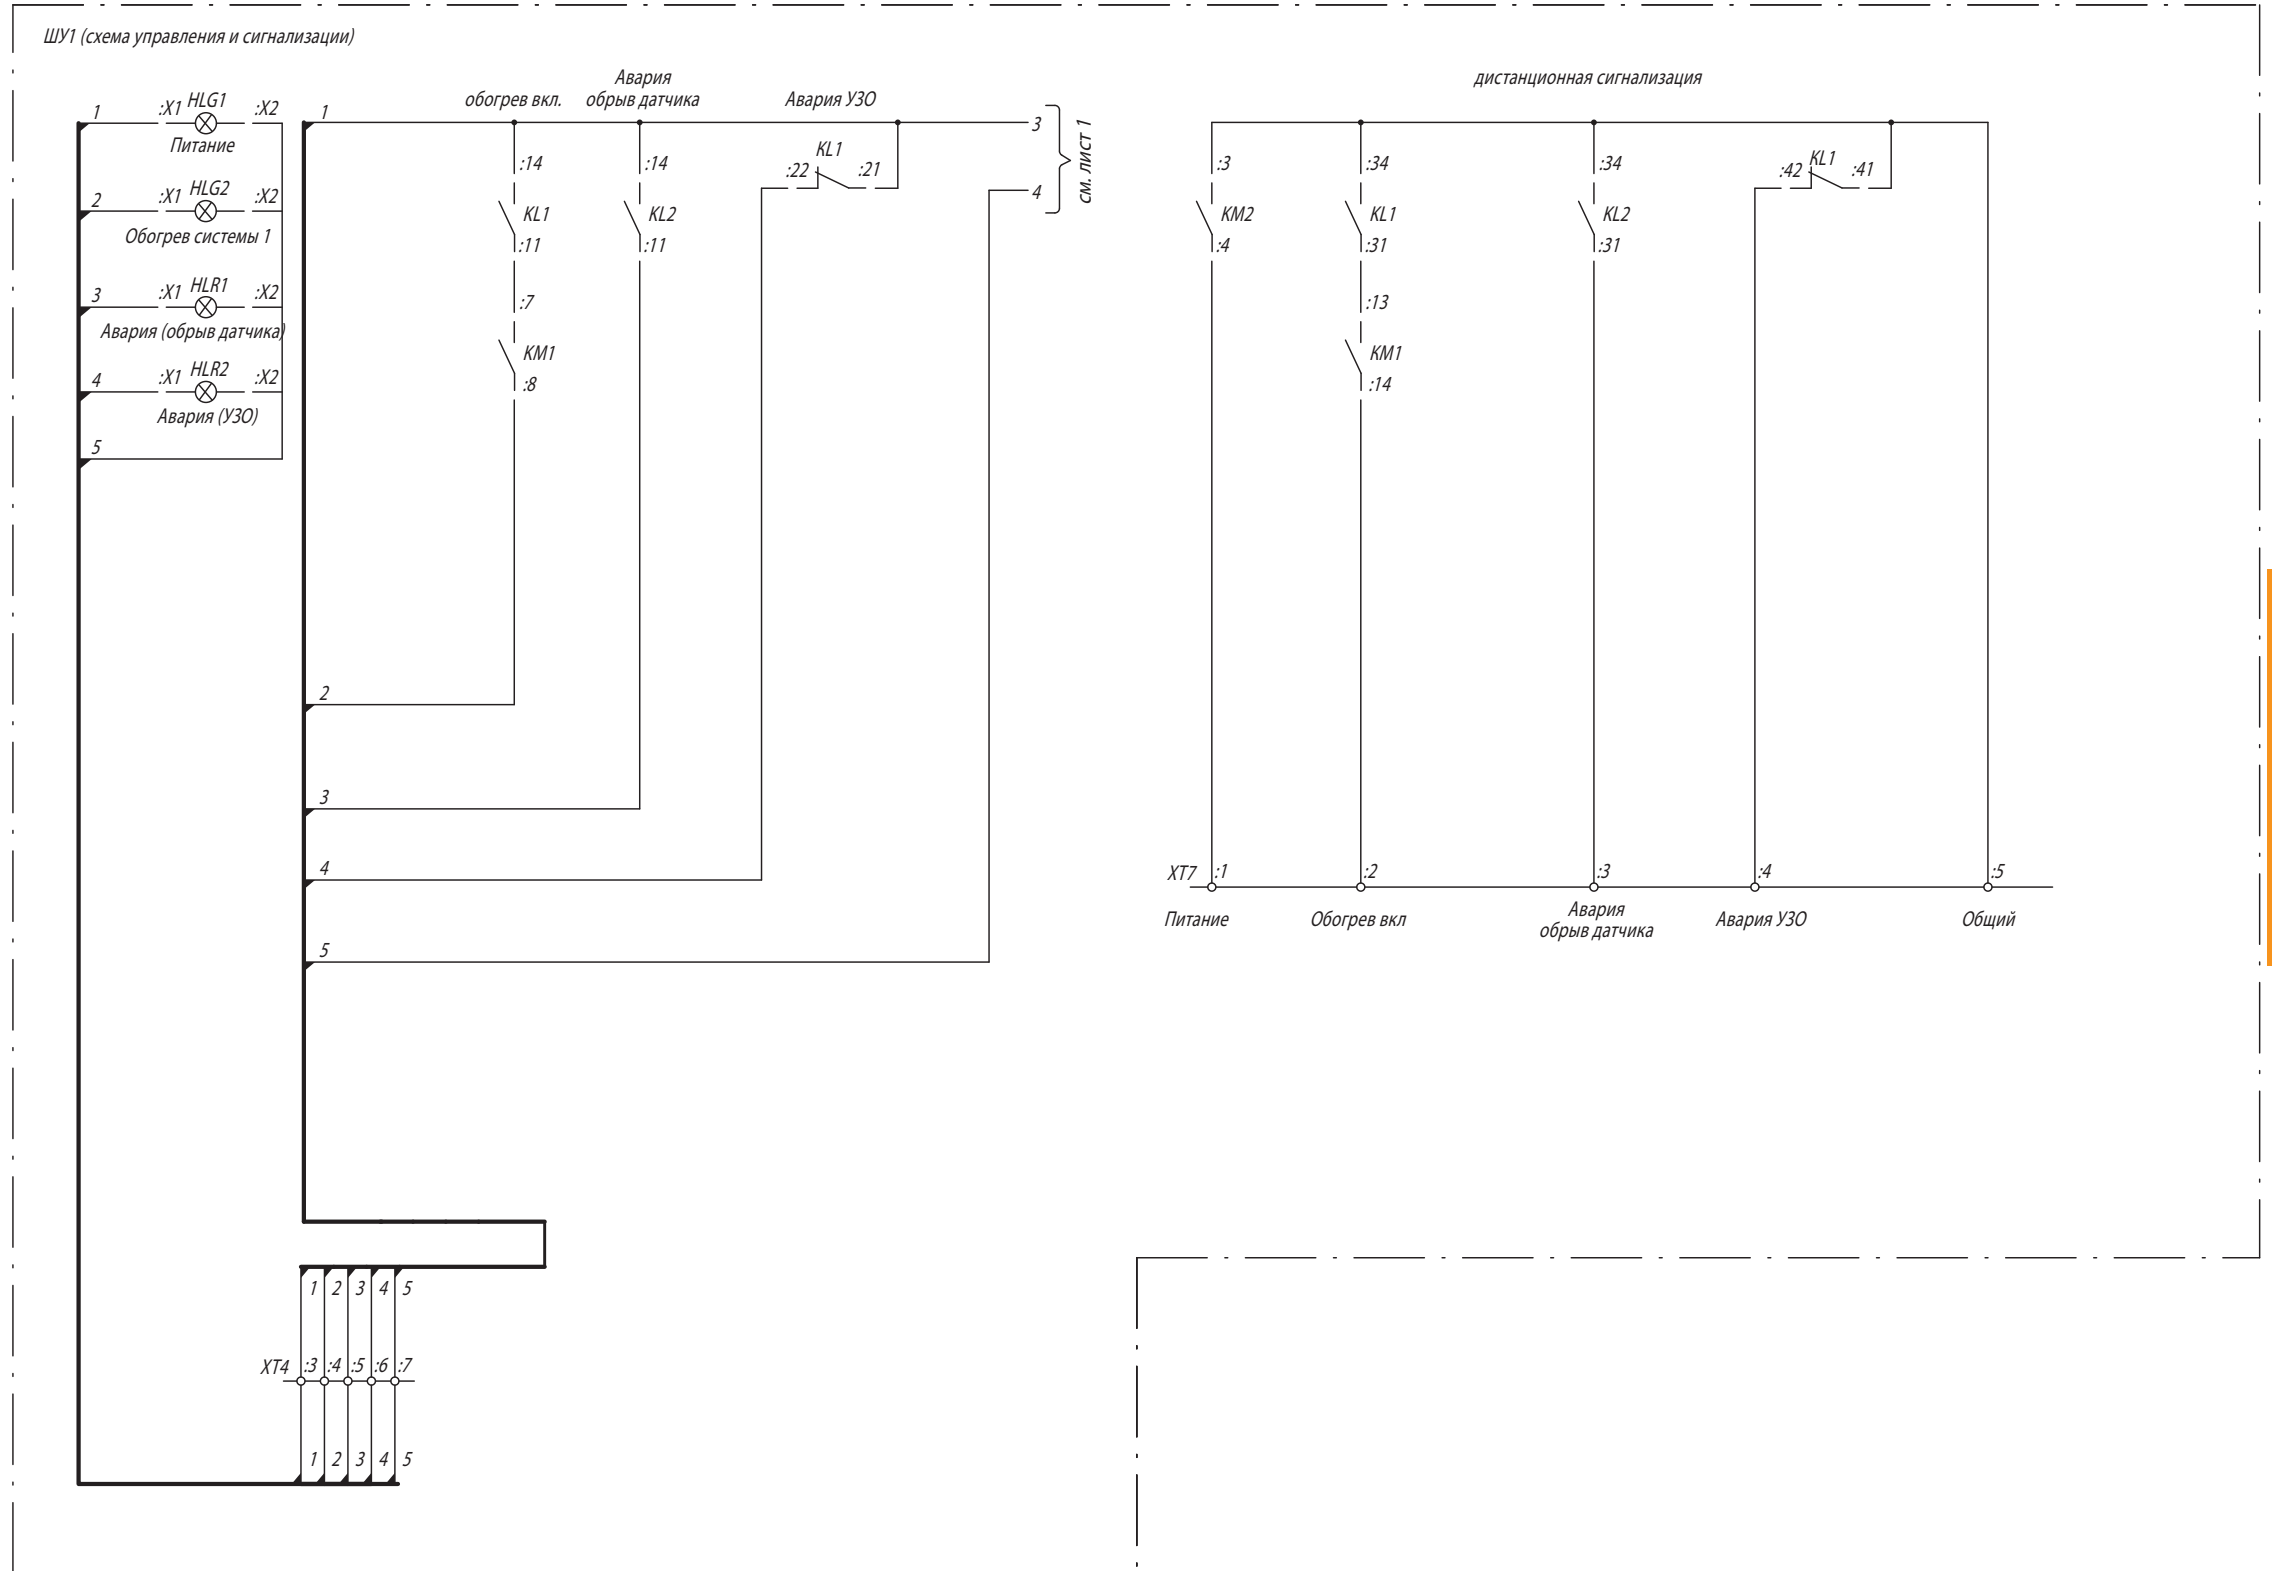 ШУ1 (схема управления и сигнализации)
1
:X1
HLG1
:X2
Питание
2
:X1
HLG2
:X2
Обогрев системы 1
3
:X1
HLR1
:X2
Авария (обрыв датчика)
4
:X1
HLR2
:X2
Авария (УЗО)
5
1
обогрев вкл.
Авария
обрыв датчика
Авария УЗО
:14
KL1
:11
:7
KM1
:8
:14
KL2
:11
:22
KL1
:21
3
4
см. лист 1
2
3
4
5
дистанционная сигнализация
:3
KM2
:4
:34
KL1
:31
:13
KM1
:14
:34
KL2
:31
:42
KL1
:41
XT7
:1
:2
:3
:4
:5
Питание
Обогрев вкл
Авария
обрыв датчика
Авария УЗО
Общий
1 2 3 4 5
XT4 :3 :4 :5 :6 :7
1 2 3 4 5